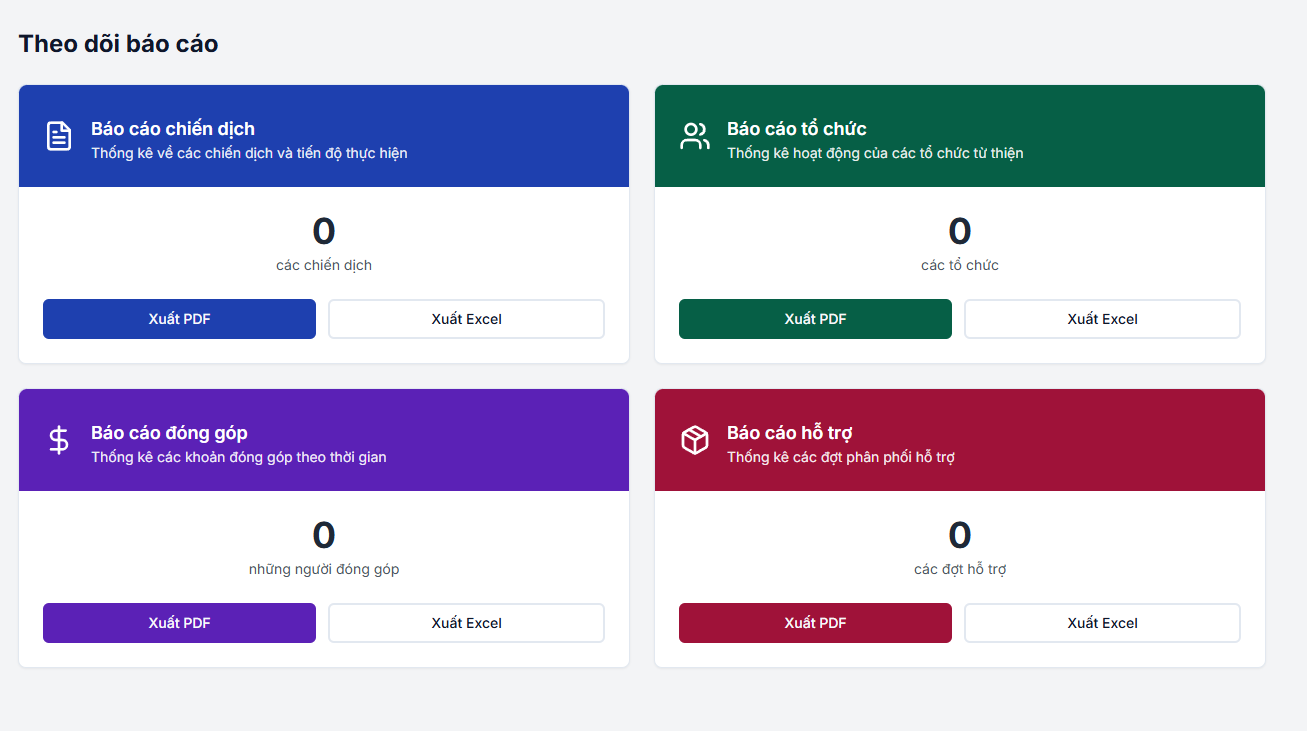 Theo dõi báo cáo
Báo cáo chiến dịch
Thống kê về các chiến dịch và tiến độ thực hiện
0
các chiến dịch
Xuất PDF
Xuất Excel
Báo cáo tổ chức
Thống kê hoạt động của các tổ chức từ thiện
0
các tổ chức
Xuất PDF
Xuất Excel
Báo cáo đóng góp
Thống kê các khoản đóng góp theo thời gian
0
những người đóng góp
Xuất PDF
Xuất Excel
Báo cáo hỗ trợ
Thống kê các đợt phân phối hỗ trợ
0
các đợt hỗ trợ
Xuất PDF
Xuất Excel